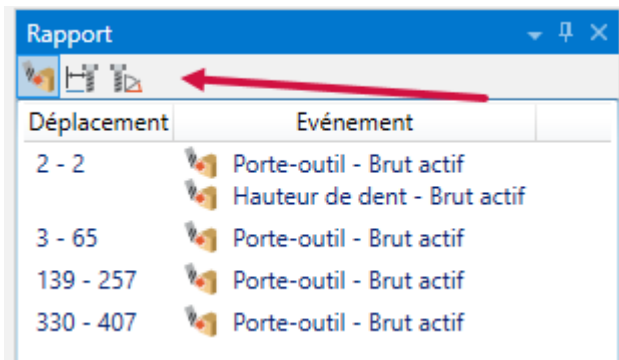 Rapport
Déplacement Evénement
2 - 2 Porte-outil - Brut actif
Hauteur de dent - Brut actif
3 - 65 Porte-outil - Brut actif
139 - 257 Porte-outil - Brut actif
330 - 407 Porte-outil - Brut actif